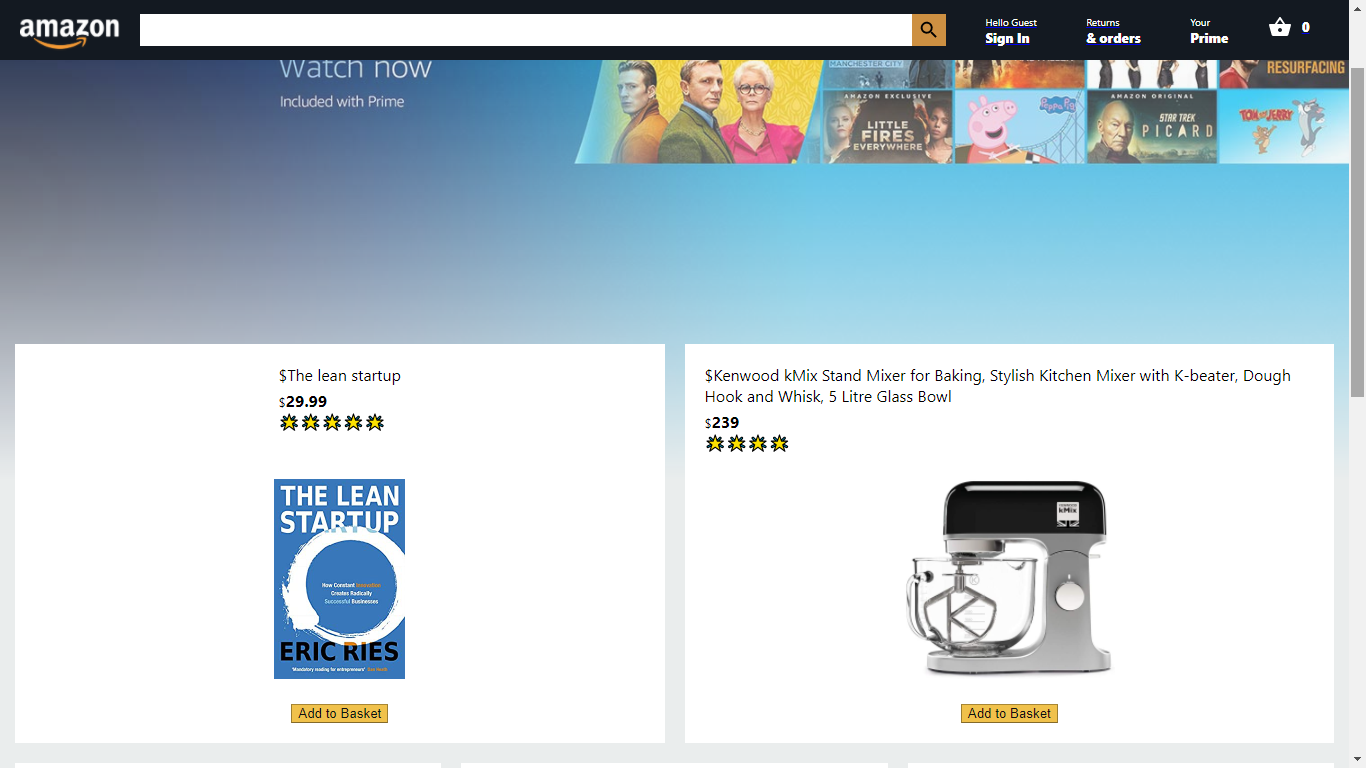 amazon
Hello Guest
Sign In
Returns
& orders
Your
Prime
0
Watch now
Included with Prime
MANCHESTER CITY
RESURFACING
AMAZON EXCLUSIVE
LITTLE
FIRES
EVERYWHERE
Peppa Pig
AMAZON ORIGINAL
STAR TREK
PICARD
TOM and JERRY
$The lean startup
$29.99
THE LEAN
STARTUP
How Constant Innovation
Creates Radically
Successful Businesses
ERIC RIES
'Mandatory reading for entrepreneurs'
Add to Basket
$Kenwood kMix Stand Mixer for Baking, Stylish Kitchen Mixer with K-beater, Dough
Hook and Whisk, 5 Litre Glass Bowl
$239
kMix
K
Add to Basket